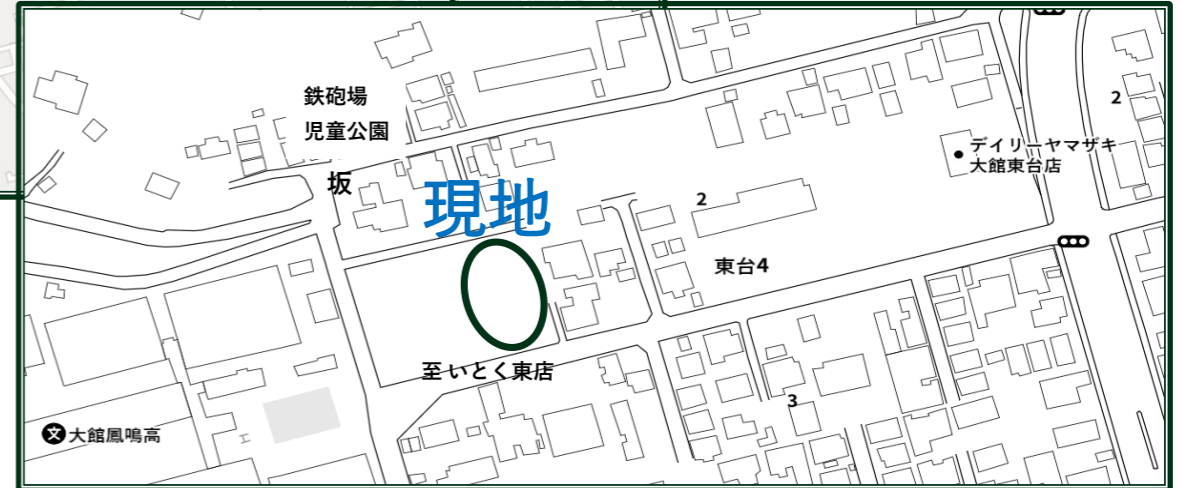 鉄砲場
児童公園
坂
2
デイリーヤマザキ
大館東台店
現地
2
東台4
至いとく東店
3
文大館鳳鳴高